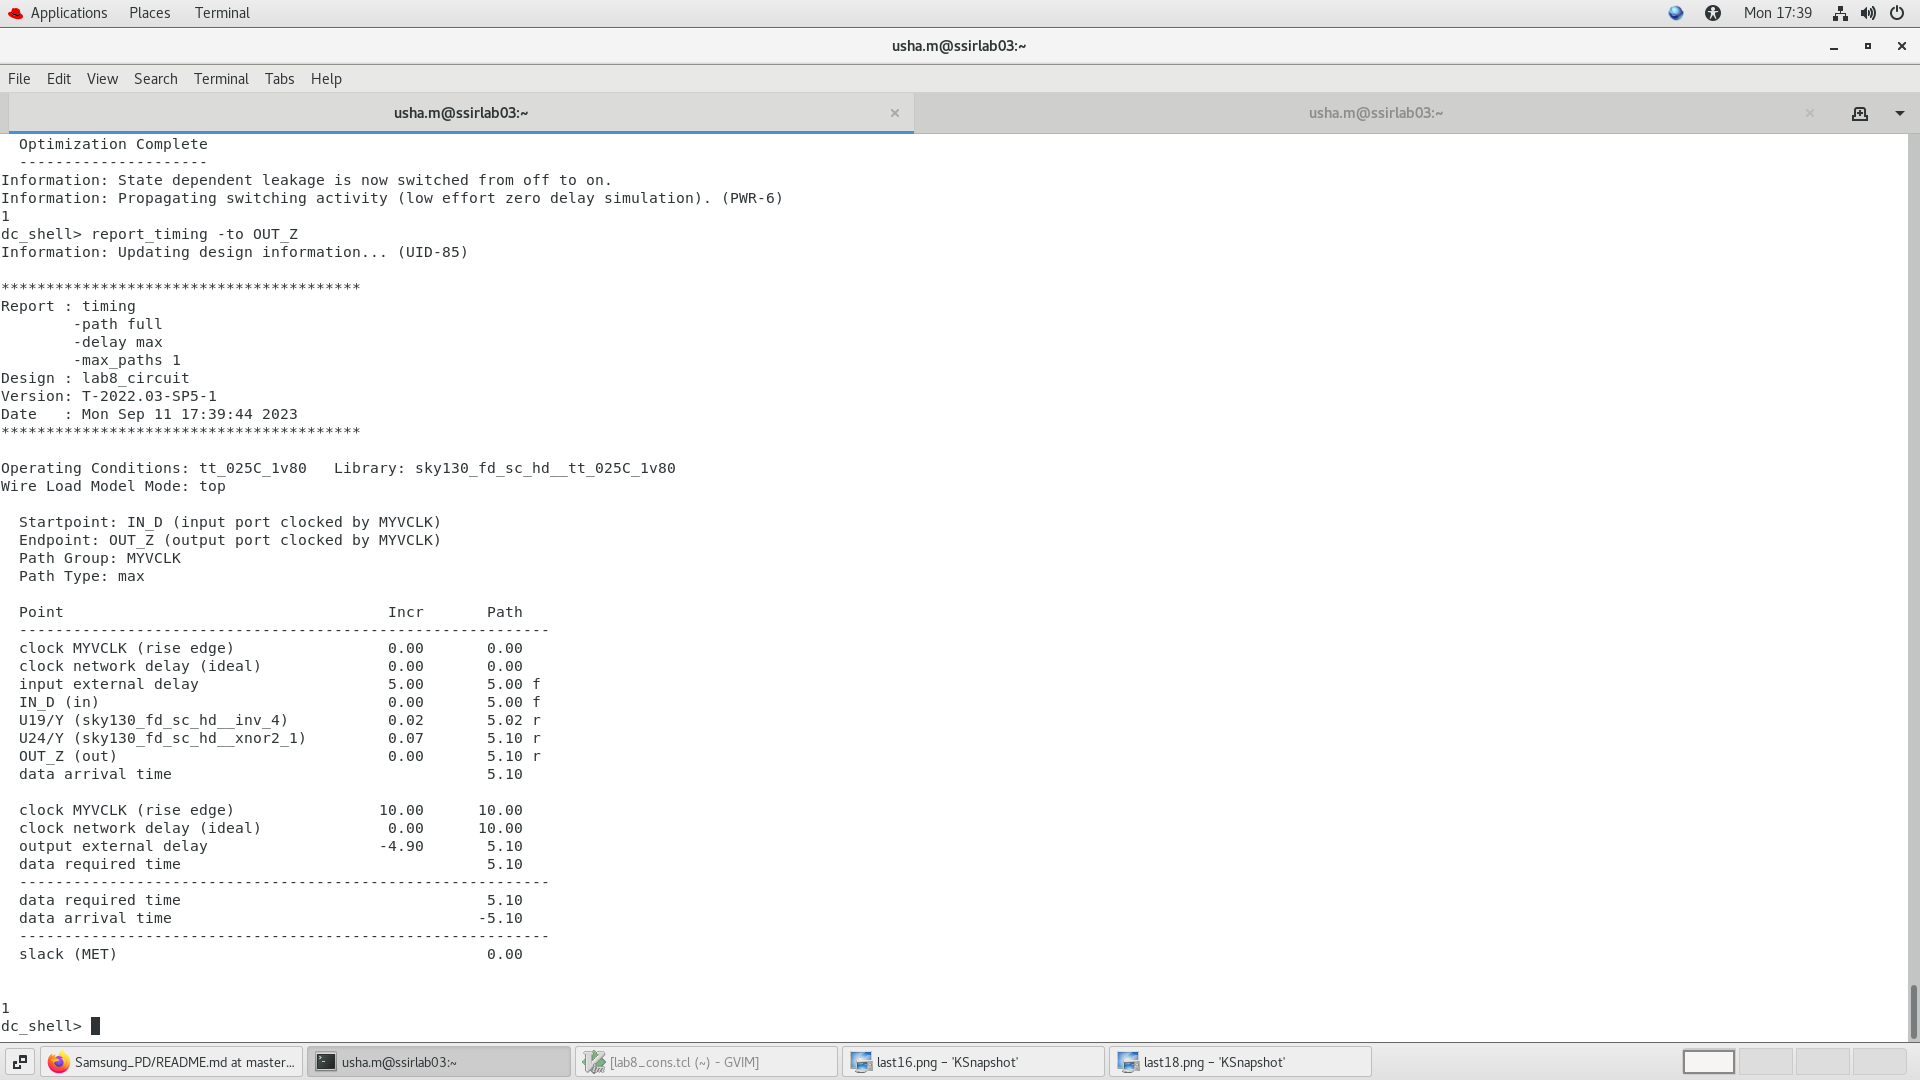 Applications Places Terminal Mon 17:39
usha.m@ssirlab03:~
File Edit View Search Terminal Tabs Help
usha.m@ssirlab03:~ × usha.m@ssirlab03:~ ×
  Optimization Complete
  ---------------------
Information: State dependent leakage is now switched from off to on.
Information: Propagating switching activity (low effort zero delay simulation). (PWR-6)
1
dc_shell> report_timing -to OUT_Z
Information: Updating design information... (UID-85)
****************************************
Report : timing
        -path full
        -delay max
        -max_paths 1
Design : lab8_circuit
Version: T-2022.03-SP5-1
Date   : Mon Sep 11 17:39:44 2023
****************************************
Operating Conditions: tt_025C_1v80   Library: sky130_fd_sc_hd__tt_025C_1v80
Wire Load Model Mode: top
  Startpoint: IN_D (input port clocked by MYVCLK)
  Endpoint: OUT_Z (output port clocked by MYVCLK)
  Path Group: MYVCLK
  Path Type: max
  Point                                    Incr       Path
  -----------------------------------------------------------
  clock MYVCLK (rise edge)                 0.00       0.00
  clock network delay (ideal)              0.00       0.00
  input external delay                     5.00       5.00 f
  IN_D (in)                                0.00       5.00 f
  U19/Y (sky130_fd_sc_hd__inv_4)           0.02       5.02 r
  U24/Y (sky130_fd_sc_hd__xnor2_1)         0.07       5.10 r
  OUT_Z (out)                              0.00       5.10 r
  data arrival time                                   5.10
  clock MYVCLK (rise edge)                10.00      10.00
  clock network delay (ideal)              0.00      10.00
  output external delay                   -4.90       5.10
  data required time                                  5.10
  -----------------------------------------------------------
  data required time                                  5.10
  data arrival time                                  -5.10
  -----------------------------------------------------------
  slack (MET)                                         0.00
1
dc_shell>
Samsung_PD/README.md at master... usha.m@ssirlab03:~ [lab8_cons.tcl (~) - GVIM] last16.png – 'KSnapshot' last18.png – 'KSnapshot'